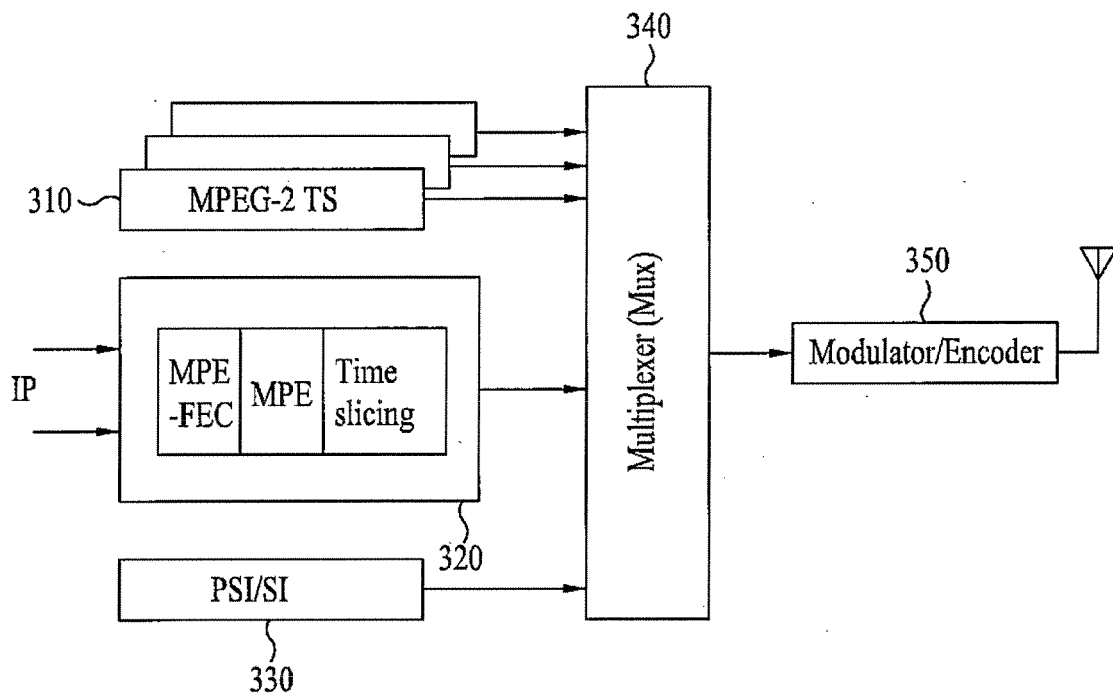 340
310
MPEG-2 TS
350
Multiplexer (Mux)
Modulator/Encoder
IP
MPE
-FEC
MPE
Time
slicing
320
PSI/SI
330